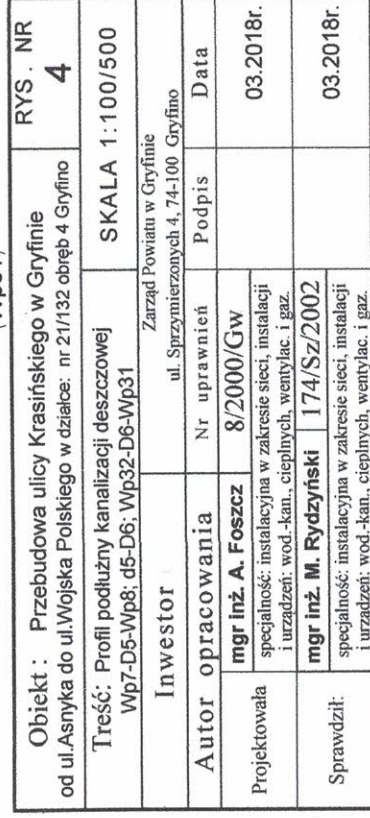 Obiekt : Przebudowa ulicy Krasińskiego w Gryfinie
od ul.Asnyka do ul.Wojska Polskiego w działce: nr 21/132 obręb 4 Gryfino
RYS . NR
4
Treść: Profil podłużny kanalizacji deszczowej
Wp7-D5-Wp8; d5-D6; Wp32-D6-Wp31
SKALA 1:100/500
Inwestor
Zarząd Powiatu w Gryfinie
ul. Sprzymierzonych 4, 74-100 Gryfino
Autor opracowania
Nr uprawnień
Podpis
Data
Projektowała
mgr inż. A. Foszcz
8/2000/Gw
specjalność: instalacyjna w zakresie sieci, instalacji
i urządzeń: wod.-kan., cieplnych, wentylac. i gaz.
03.2018r.
Sprawdził:
mgr inż. M. Rydzyński
174/Sz/2002
specjalność: instalacyjna w zakresie sieci, instalacji
i urządzeń: wod.-kan., cieplnych, wentylac. i gaz.
03.2018r.